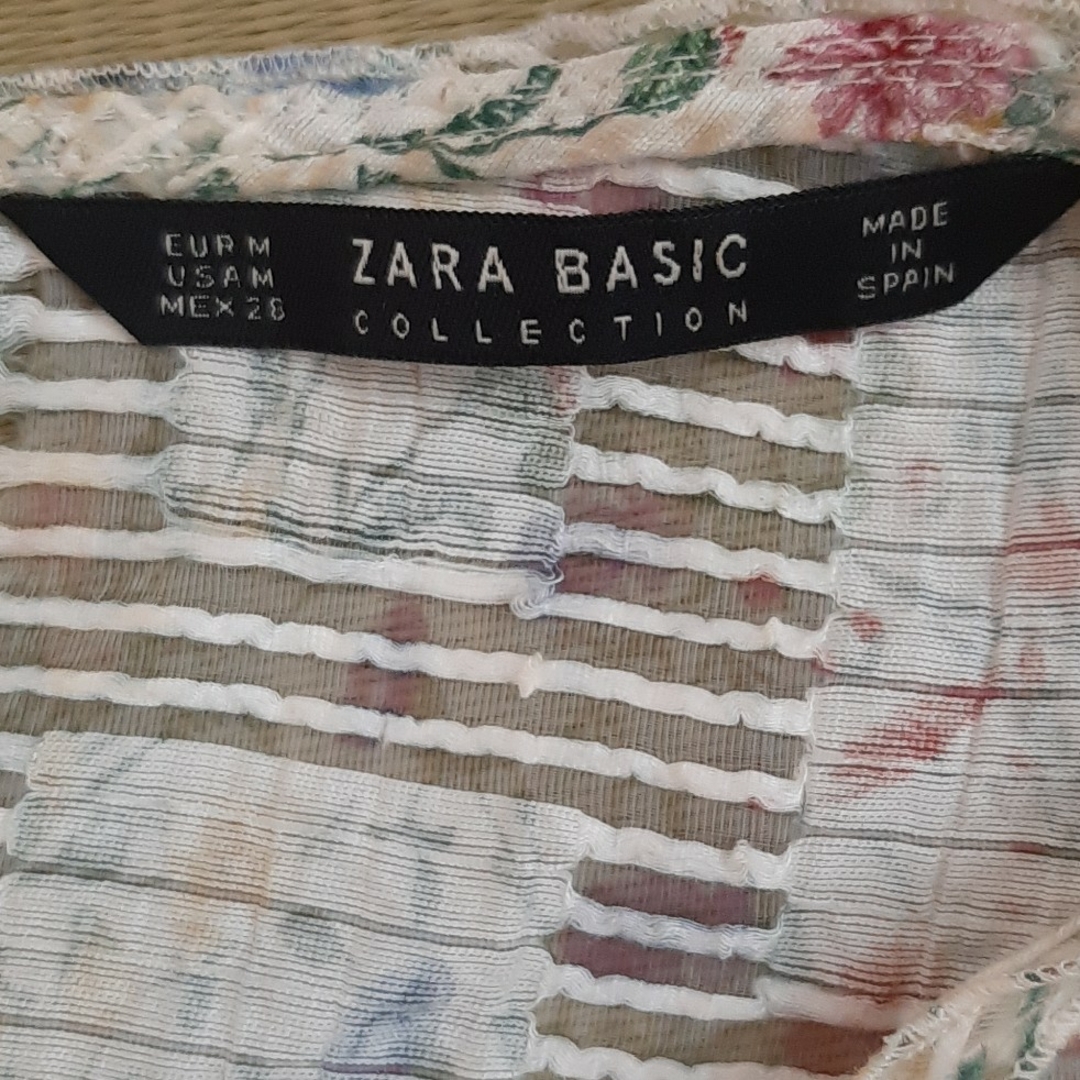 EUR M
USA M
MEX 28
ZARA BASIC
COLLECTION
MADE
IN
SPAIN